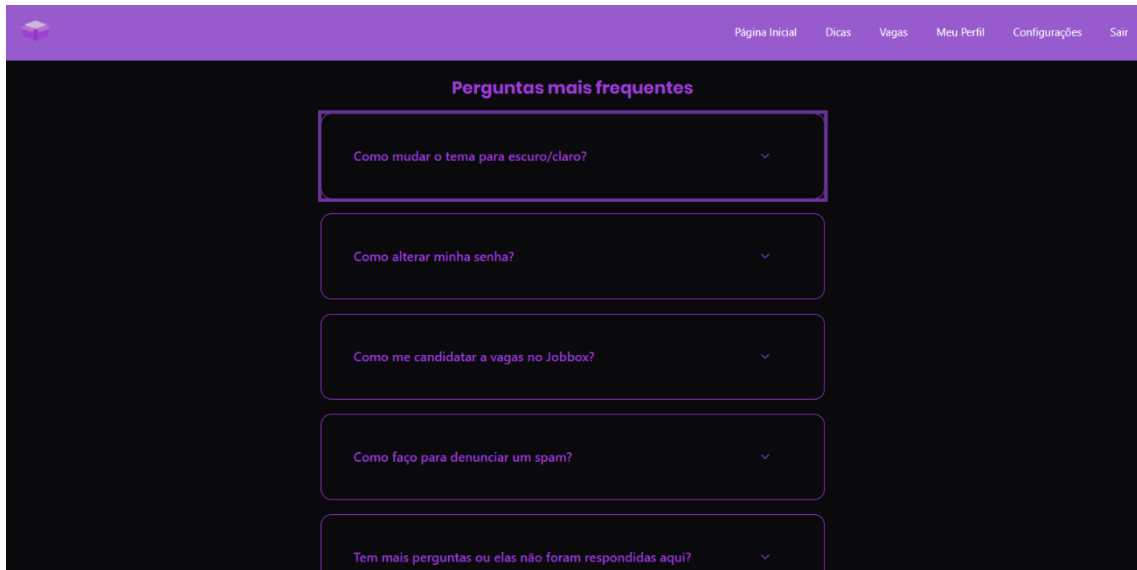 Página Inicial Dicas Vagas Meu Perfil Configurações Sair
Perguntas mais frequentes
Como mudar o tema para escuro/claro?
Como alterar minha senha?
Como me candidatar a vagas no Jobbox?
Como faço para denunciar um spam?
Tem mais perguntas ou elas não foram respondidas aqui?